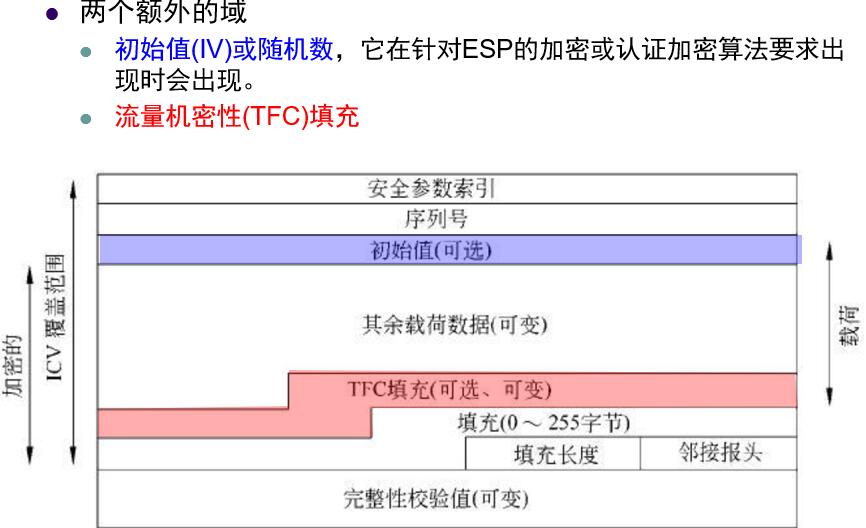 两个额外的域
初始值(IV)或随机数，它在针对ESP的加密或认证加密算法要求出
现时会出现。
流量机密性(TFC)填充
安全参数索引
序列号
初始值(可选)
其余载荷数据(可变)
TFC填充(可选、可变)
填充(0～255字节)
填充长度
邻接报头
完整性校验值(可变)
加密的
ICV 覆盖范围
载荷